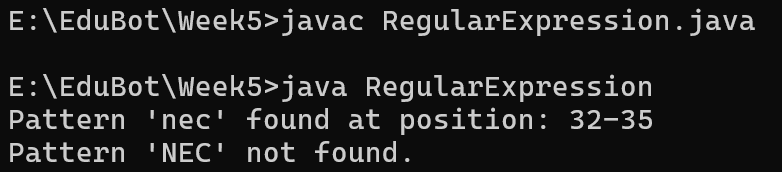 E:\EduBot\Week5>javac RegularExpression.java
E:\EduBot\Week5>java RegularExpression
Pattern 'nec' found at position: 32-35
Pattern 'NEC' not found.